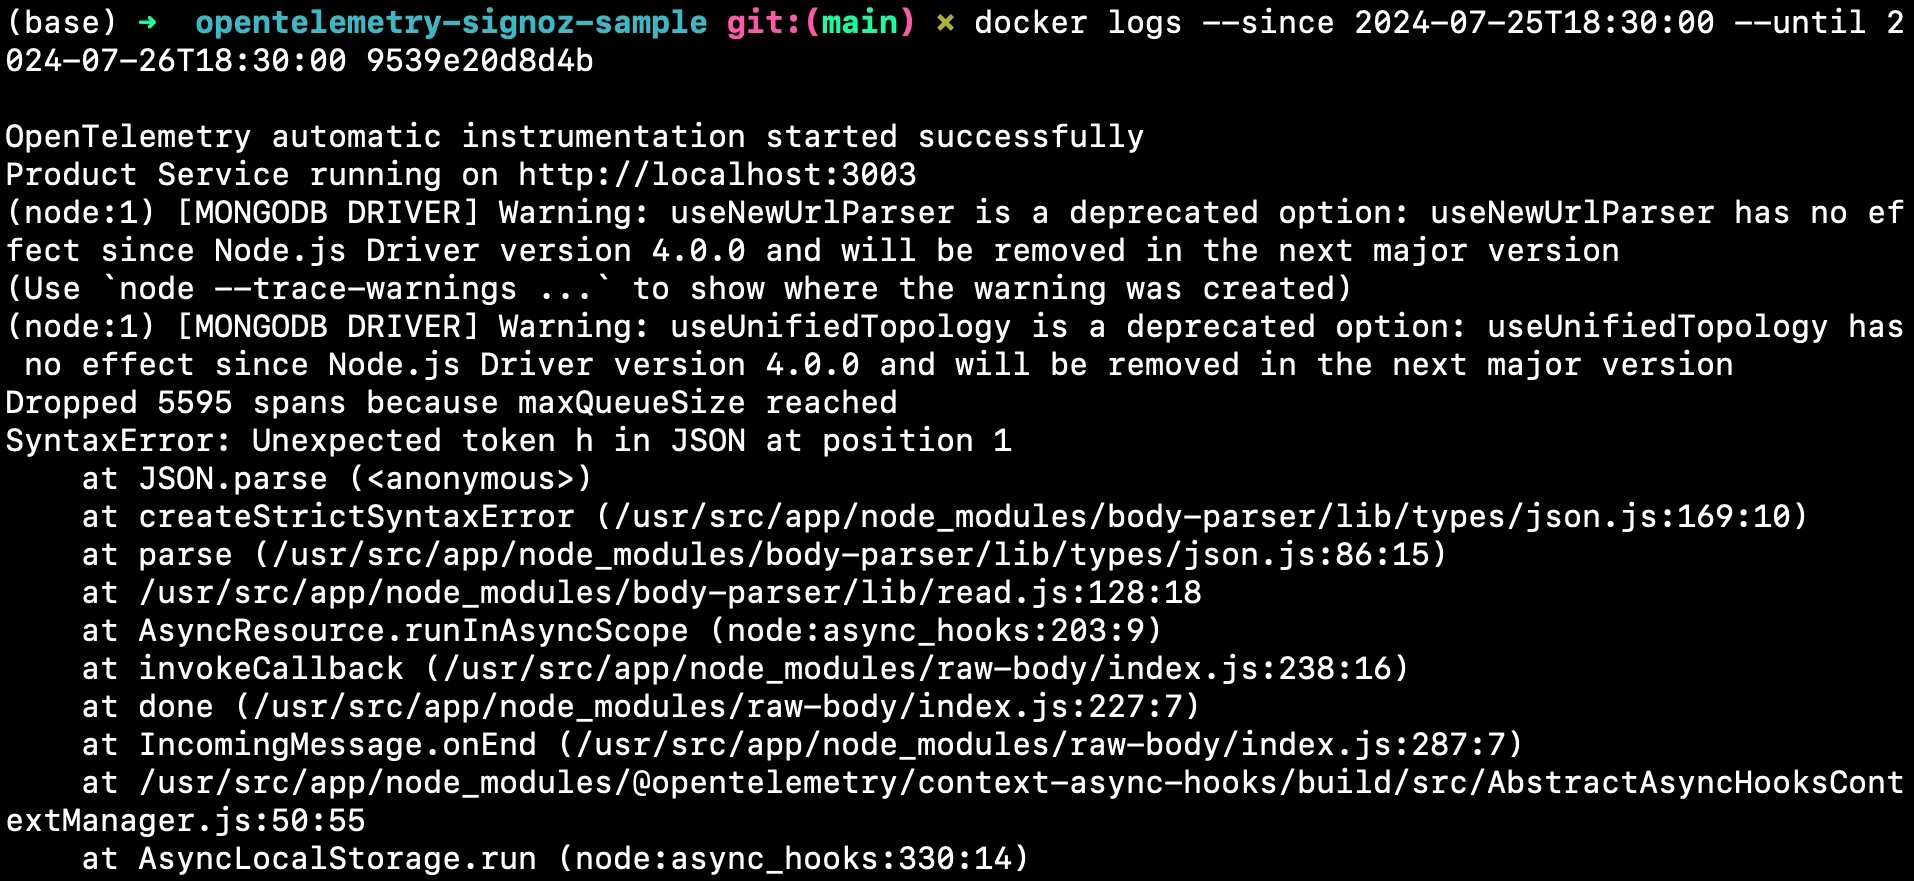 (base) ➜  opentelemetry-signoz-sample git:(main) ✗ docker logs --since 2024-07-25T18:30:00 --until 2
024-07-26T18:30:00 9539e20d8d4b
OpenTelemetry automatic instrumentation started successfully
Product Service running on http://localhost:3003
(node:1) [MONGODB DRIVER] Warning: useNewUrlParser is a deprecated option: useNewUrlParser has no ef
fect since Node.js Driver version 4.0.0 and will be removed in the next major version
(Use `node --trace-warnings ...` to show where the warning was created)
(node:1) [MONGODB DRIVER] Warning: useUnifiedTopology is a deprecated option: useUnifiedTopology has
 no effect since Node.js Driver version 4.0.0 and will be removed in the next major version
Dropped 5595 spans because maxQueueSize reached
SyntaxError: Unexpected token h in JSON at position 1
    at JSON.parse (<anonymous>)
    at createStrictSyntaxError (/usr/src/app/node_modules/body-parser/lib/types/json.js:169:10)
    at parse (/usr/src/app/node_modules/body-parser/lib/types/json.js:86:15)
    at /usr/src/app/node_modules/body-parser/lib/read.js:128:18
    at AsyncResource.runInAsyncScope (node:async_hooks:203:9)
    at invokeCallback (/usr/src/app/node_modules/raw-body/index.js:238:16)
    at done (/usr/src/app/node_modules/raw-body/index.js:227:7)
    at IncomingMessage.onEnd (/usr/src/app/node_modules/raw-body/index.js:287:7)
    at /usr/src/app/node_modules/@opentelemetry/context-async-hooks/build/src/AbstractAsyncHooksCont
extManager.js:50:55
    at AsyncLocalStorage.run (node:async_hooks:330:14)